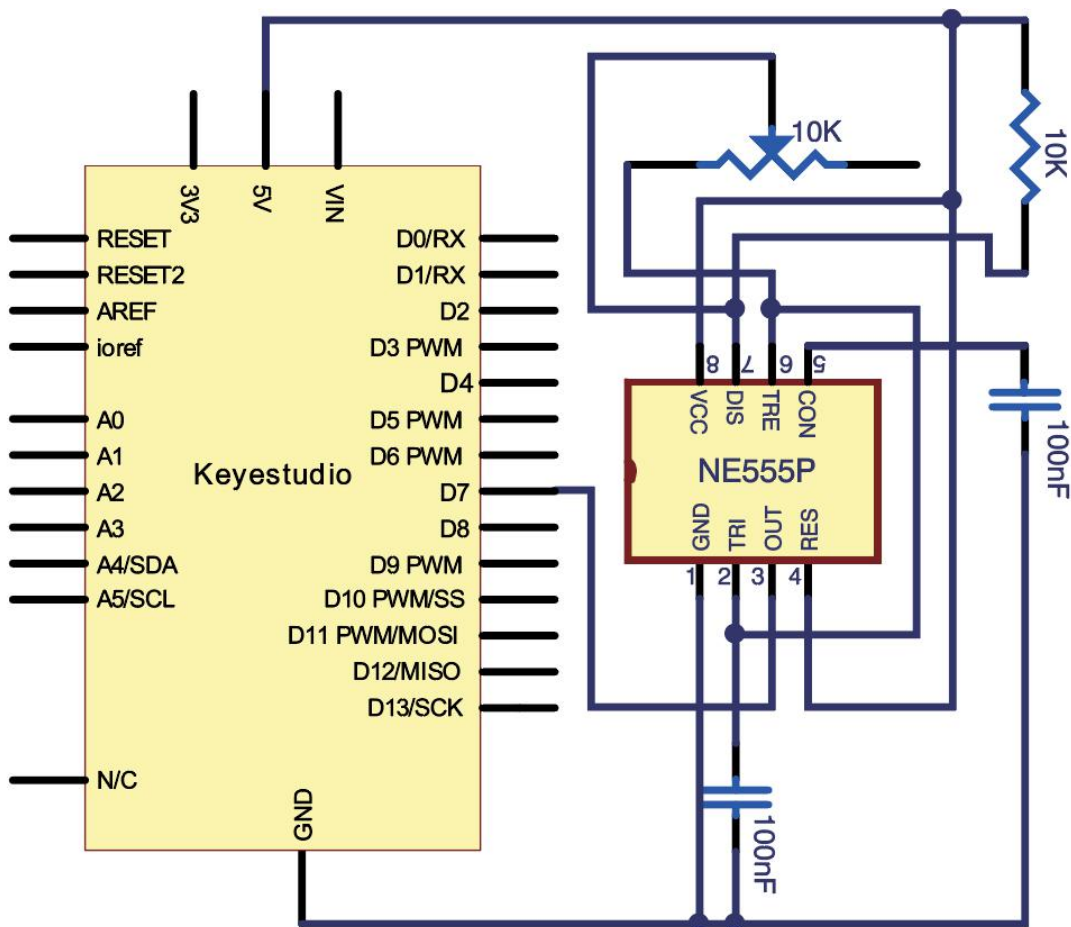 3V3
5V
VIN
RESET
RESET2
AREF
ioref
A0
A1
A2
A3
A4/SDA
A5/SCL
N/C
Keyestudio
D0/RX
D1/RX
D2
D3 PWM
D4
D5 PWM
D6 PWM
D7
D8
D9 PWM
D10 PWM/SS
D11 PWM/MOSI
D12/MISO
D13/SCK
GND
10K
10K
8
7
6
5
VCC
DIS
TRE
CON
NE555P
GND
TRI
OUT
RES
1
2
3
4
100nF
100nF